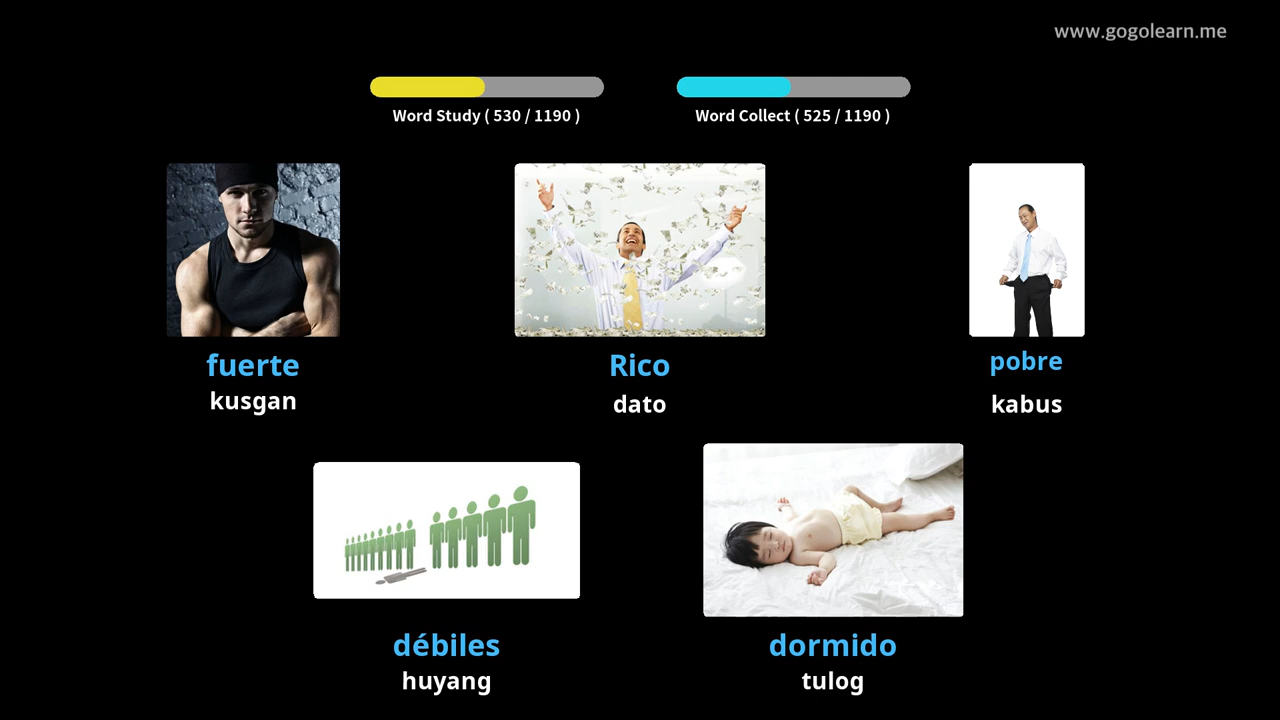 www.gogolearn.me
Word Study ( 530 / 1190 )
Word Collect ( 525 / 1190 )
fuerte
kusgan
Rico
dato
pobre
kabus
débiles
huyang
dormido
tulog